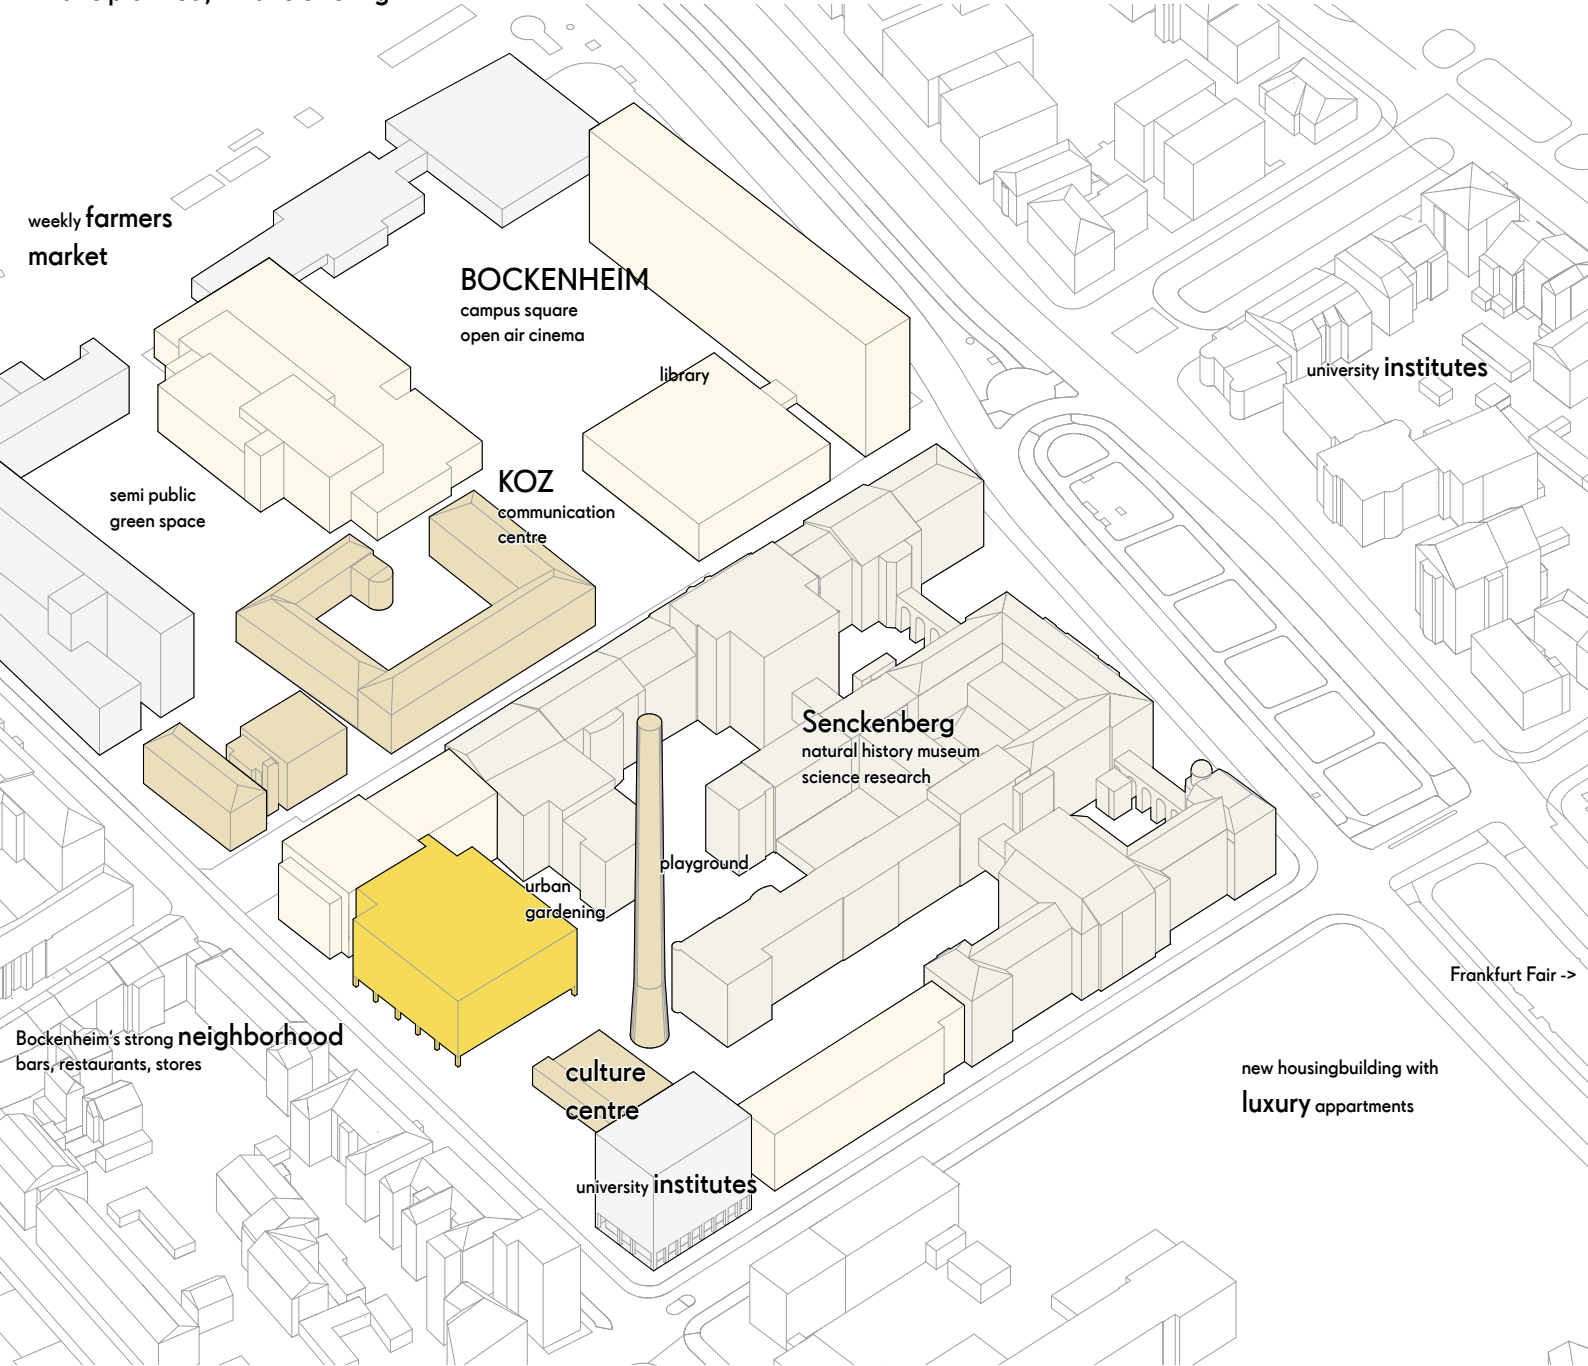 weekly farmers
market
BOCKENHEIM
campus square
open air cinema
library
university institutes
KOZ
communication
centre
semi public
green space
Senckenberg
natural history museum
science research
playground
urban
gardening
Frankfurt Fair ->
Bockenheim's strong neighborhood
bars, restaurants, stores
culture
centre
new housingbuilding with
luxury appartments
university institutes